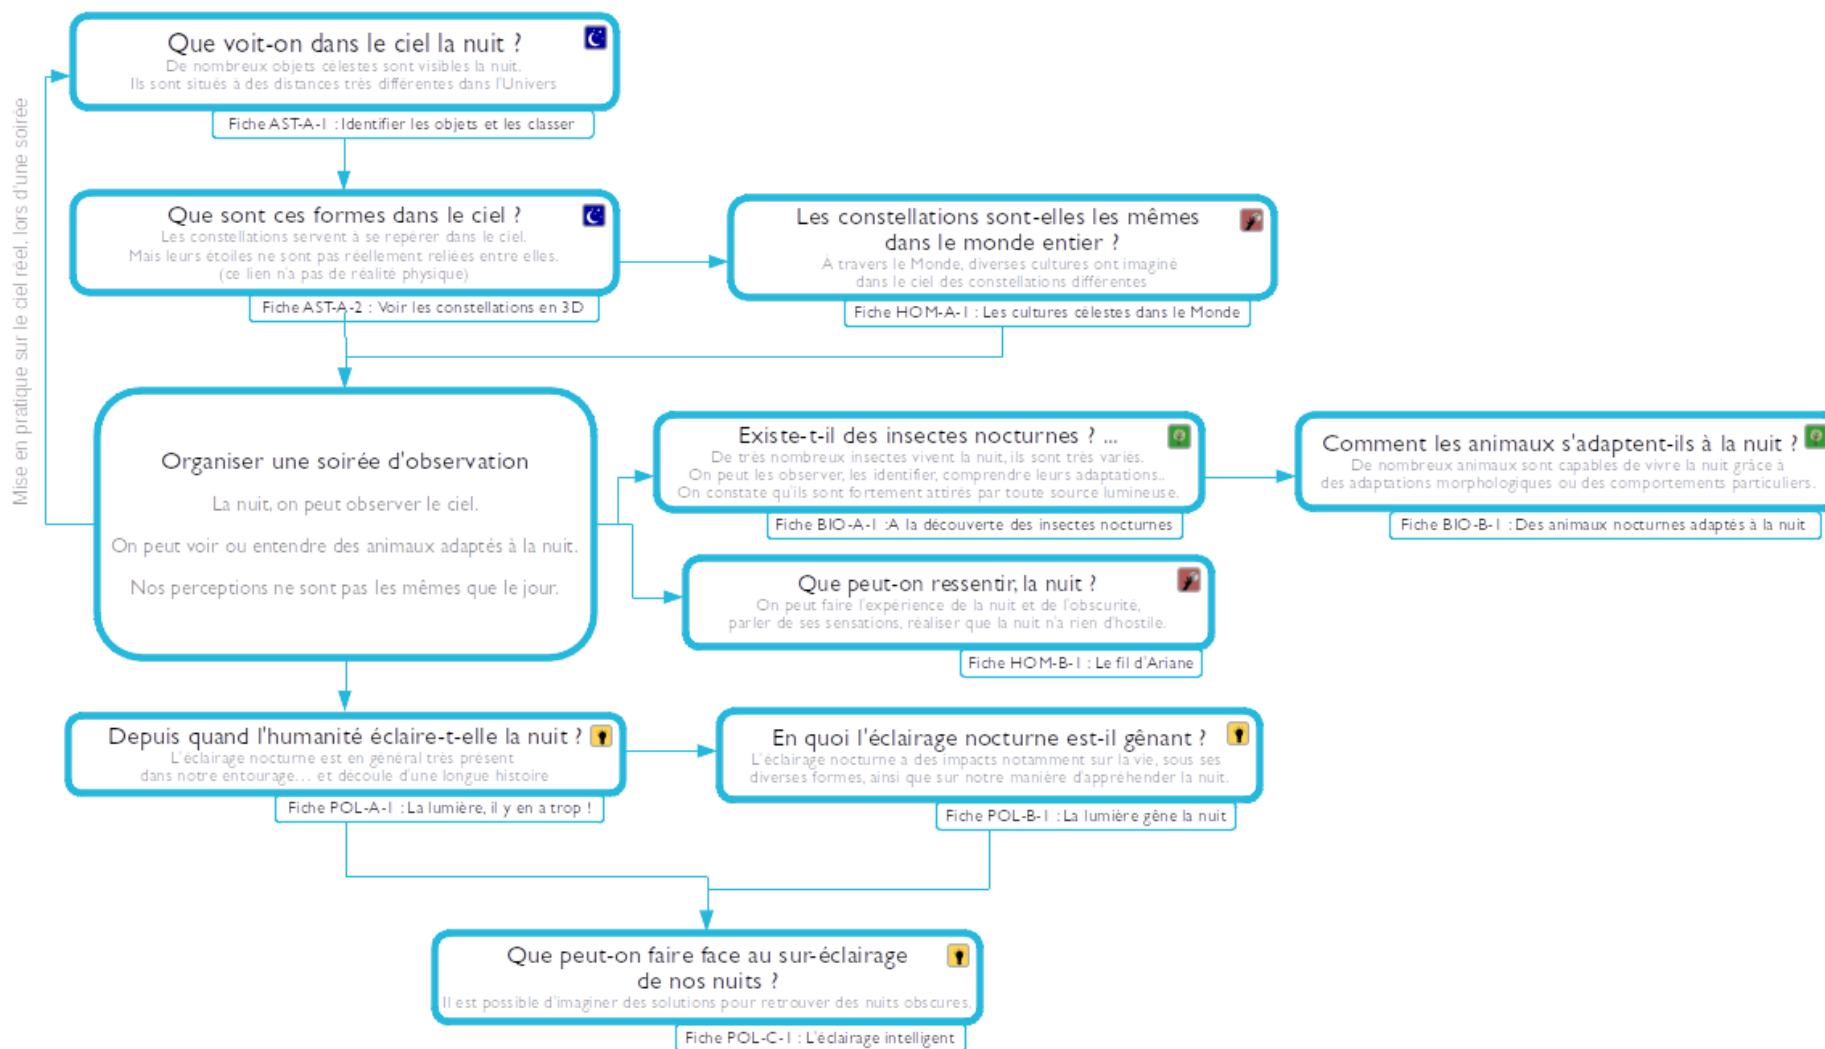 Mise en pratique sur le ciel réel, lors d'une soirée
Que voit-on dans le ciel la nuit ?
De nombreux objets célestes sont visibles la nuit.
Ils sont situés à des distances très différentes dans l'Univers
Fiche AST-A-1 : Identifier les objets et les classer
Que sont ces formes dans le ciel ?
Les constellations servent à se repérer dans le ciel.
Mais leurs étoiles ne sont pas réellement reliées entre elles.
(ce lien n'a pas de réalité physique)
Fiche AST-A-2 : Voir les constellations en 3D
Les constellations sont-elles les mêmes
dans le monde entier ?
À travers le Monde, diverses cultures ont imaginé
dans le ciel des constellations différentes
Fiche HOM-A-1 : Les cultures célestes dans le Monde
Organiser une soirée d'observation
La nuit, on peut observer le ciel.
On peut voir ou entendre des animaux adaptés à la nuit.
Nos perceptions ne sont pas les mêmes que le jour.
Existe-t-il des insectes nocturnes ? ...
De très nombreux insectes vivent la nuit, ils sont très variés.
On peut les observer, les identifier, comprendre leurs adaptations..
On constate qu'ils sont fortement attirés par toute source lumineuse.
Fiche BIO-A-1 :A la découverte des insectes nocturnes
Comment les animaux s'adaptent-ils à la nuit ?
De nombreux animaux sont capables de vivre la nuit grâce à
des adaptations morphologiques ou des comportements particuliers.
Fiche BIO-B-1 : Des animaux nocturnes adaptés à la nuit
Que peut-on ressentir, la nuit ?
On peut faire l'expérience de la nuit et de l'obscurité,
parler de ses sensations, réaliser que la nuit n'a rien d'hostile.
Fiche HOM-B-1 : Le fil d'Ariane
Depuis quand l'humanité éclaire-t-elle la nuit ?
L'éclairage nocturne est en général très présent
dans notre entourage... et découle d'une longue histoire
Fiche POL-A-1 : La lumière, il y en a trop !
En quoi l'éclairage nocturne est-il gênant ?
L'éclairage nocturne a des impacts notamment sur la vie, sous ses
diverses formes, ainsi que sur notre manière d'appréhender la nuit.
Fiche POL-B-1 : La lumière gêne la nuit
Que peut-on faire face au sur-éclairage
de nos nuits ?
Il est possible d'imaginer des solutions pour retrouver des nuits obscures.
Fiche POL-C-1 : L'éclairage intelligent